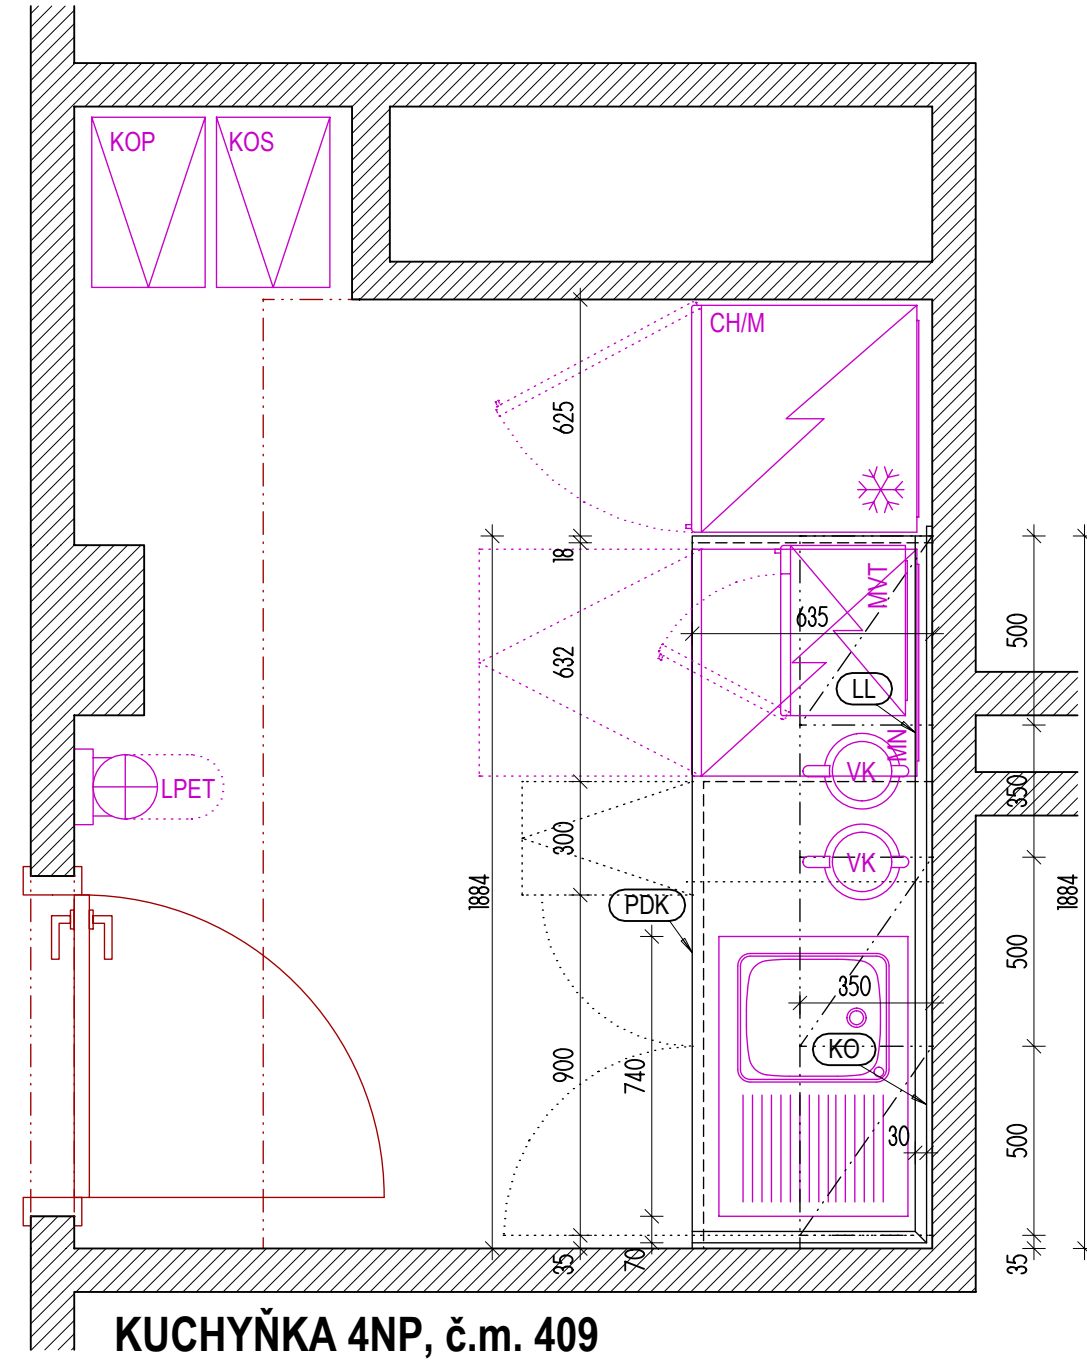 KOP KOS
CH/M
625
18
MVT
635
500
632
LL
MN
LPET
VK
350
300
VK
1884
PDK
1884
500
350
KO
900
740
30
500
35
70
35
KUCHYŇKA 4NP, č.m. 409